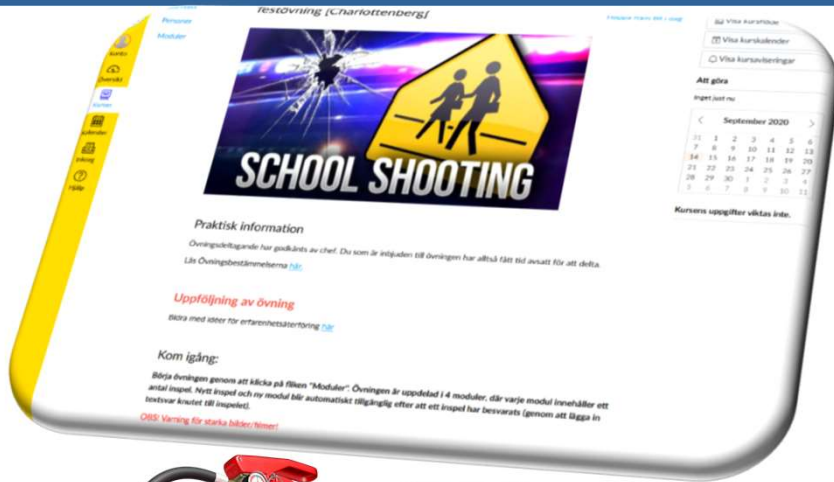 Testövning [Charlottenberg]
Personer
Moduler
Konto
Översikt
Kurser
Kalender
Inkorg
Hjälp
SCHOOL SHOOTING
Visa kurskalender
Visa kursaviseringar
Att göra
Inget just nu
September 2020
31 1 2 3 4 5 6
7 8 9 10 11 12 13
14 15 16 17 18 19 20
21 22 23 24 25 26 27
28 29 30 1 2 3 4
5 6 7 8 9 10 11
Kursens uppgifter viktas inte.
Praktisk information
Övningsdeltagande har godkänts av chef. Du som är inbjuden till övningen har alltså fått tid avsatt för att delta.
Läs Övningsbestämmelserna här.
Uppföljning av övning
Bidra med idéer för erfarenhetsåterföring här
Kom igång:
Börja övningen genom att klicka på fliken "Moduler". Övningen är uppdelad i 4 moduler, där varje modul innehåller ett
antal inspel. Nytt inspel och ny modul blir automatiskt tillgänglig efter att ett inspel har besvarats (genom att lägga in
textsvar knutet till inspelet).
OBS! Varning för starka bilder/filmer!